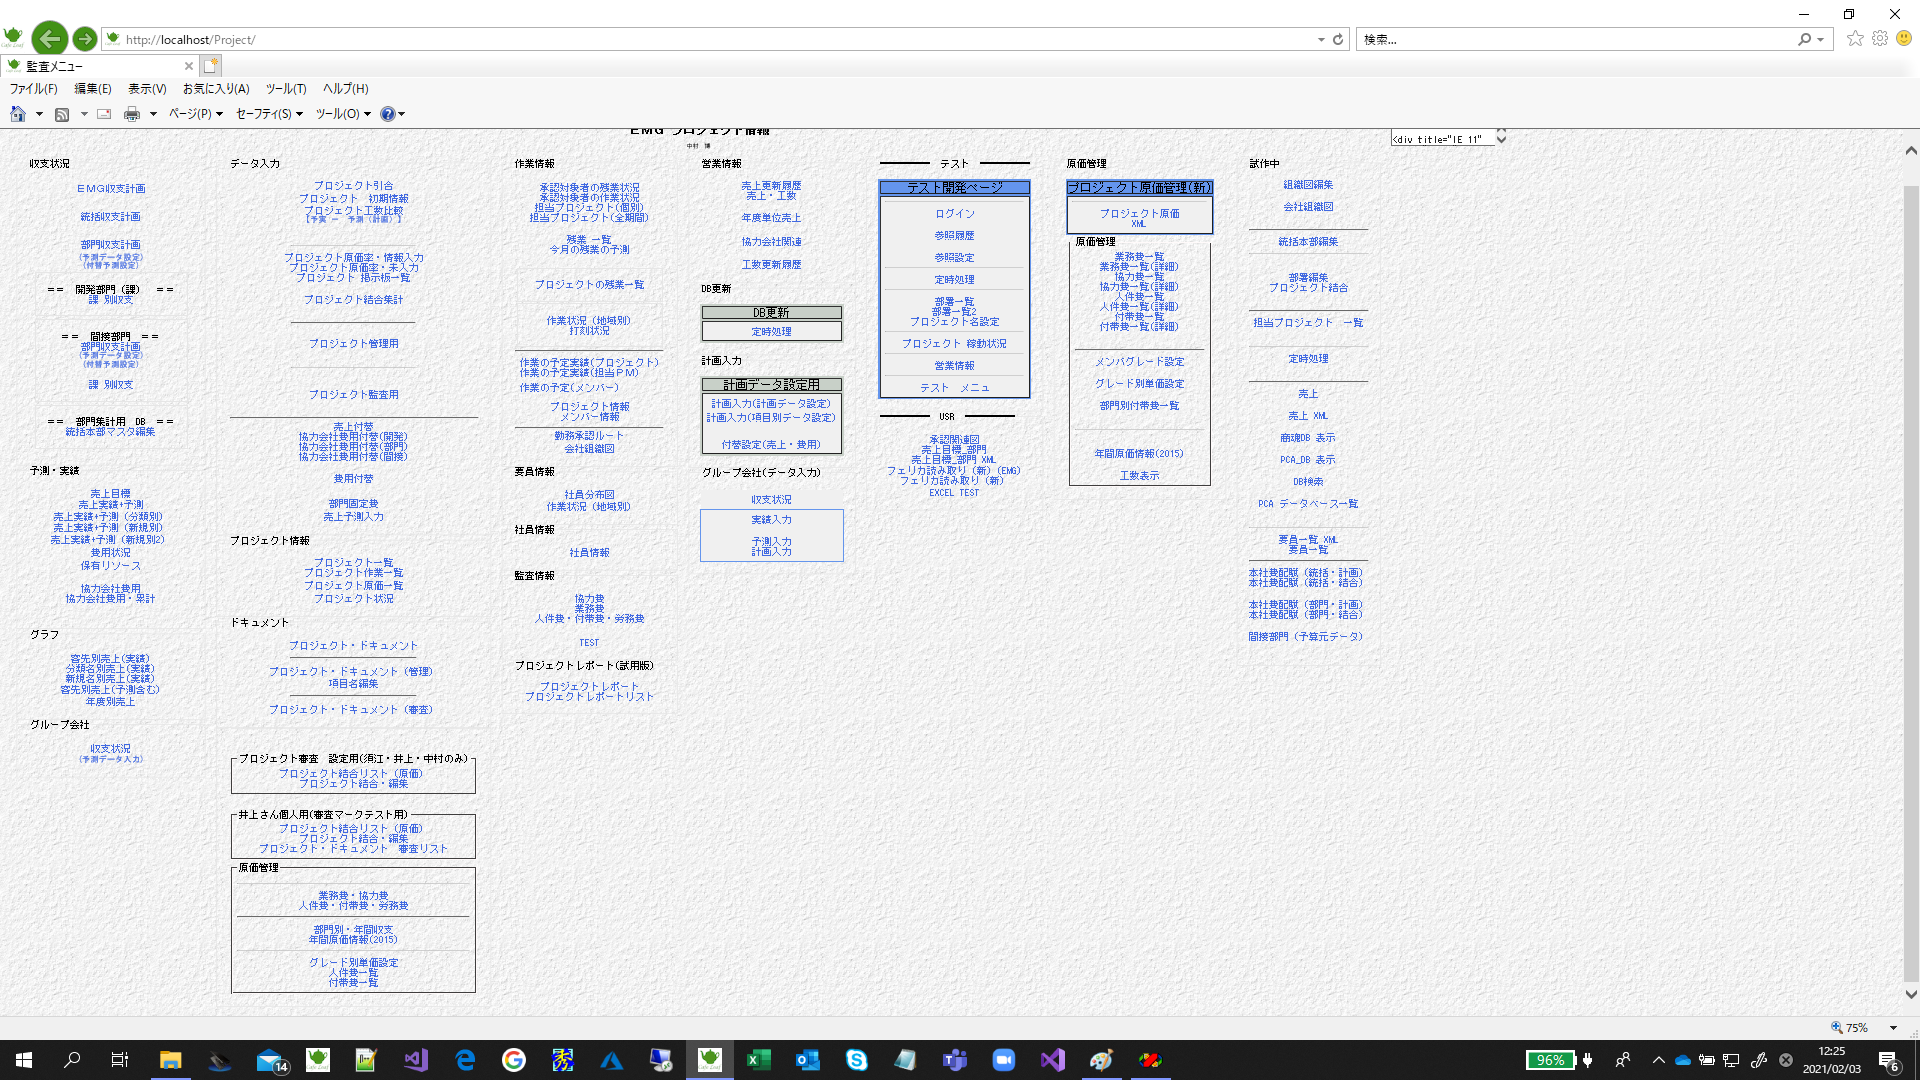 http://localhost/Project/
検索...
監査メニュー
ファイル(F) 編集(E) 表示(V) お気に入り(A) ツール(T) ヘルプ(H)
ページ(P) セーフティ(S) ツール(O)
EMG プロジェクト情報
中村 博
<div title="IE 11"
収支状況
EMG収支計画
統括収支計画
部門収支計画
(予測データ設定)
(付替予測設定)
== 開発部門（課） ==
課 別収支
== 間接部門 ==
部門収支計画
(予測データ設定)
(付替予測設定)
課 別収支
== 部門集計用 DB ==
統括本部マスタ編集
予測・実績
売上目標
売上実績+予測
売上実績+予測（分類別）
売上実績+予測（新規別）
売上実績+予測（新規別2）
費用状況
保有リソース
協力会社費用
協力会社費用・累計
グラフ
客先別売上(実績)
分類名別売上(実績)
新規名別売上(実績)
客先別売上(予測含む)
年度別売上
グループ会社
収支状況
(予測データ入力)
データ入力
プロジェクト引合
プロジェクト 初期情報
プロジェクト工数比較
【予実 ー 予測（計画）】
プロジェクト原価率・情報入力
プロジェクト原価率・未入力
プロジェクト 掲示板一覧
プロジェクト結合集計
プロジェクト管理用
プロジェクト監査用
売上付替
協力会社費用付替(開発)
協力会社費用付替(部門)
協力会社費用付替(間接)
費用付替
部門固定費
売上予測入力
プロジェクト情報
プロジェクト一覧
プロジェクト作業一覧
プロジェクト原価一覧
プロジェクト状況
ドキュメント
プロジェクト・ドキュメント
プロジェクト・ドキュメント（管理）
項目名編集
プロジェクト・ドキュメント（審査）
プロジェクト審査 設定用(須江・井上・中村のみ)
プロジェクト結合リスト（原価）
プロジェクト結合・編集
井上さん個人用(審査マークテスト用)
プロジェクト結合リスト（原価）
プロジェクト結合・編集
プロジェクト・ドキュメント 審査リスト
原価管理
業務費・協力費
人件費・付帯費・労務費
部門別・年間収支
年間原価情報(2015)
グレード別単価設定
人件費一覧
付帯費一覧
作業情報
承認対象者の残業状況
承認対象者の作業状況
担当プロジェクト(個別)
担当プロジェクト(全期間)
残業 一覧
今月の残業の予測
プロジェクトの残業一覧
作業状況（地域別）
打刻状況
作業の予定実績(プロジェクト)
作業の予定実績(担当PM)
作業の予定(メンバー)
プロジェクト情報
メンバー情報
勤務承認ルート
会社組織図
要員情報
社員分布図
作業状況（地域別）
社員情報
社員情報
監査情報
協力費
業務費
人件費・付帯費・労務費
TEST
プロジェクトレポート(試用版)
プロジェクトレポート
プロジェクトレポートリスト
営業情報
売上更新履歴
売上・工数
年度単位売上
協力会社関連
工数更新履歴
DB更新
DB更新
定時処理
計画入力
計画データ設定用
計画入力(計画データ設定)
計画入力(項目別データ設定)
付替設定(売上・費用)
グループ会社(データ入力)
収支状況
実績入力
予測入力
計画入力
テスト
テスト開発ページ
ログイン
参照履歴
参照設定
定時処理
部署一覧
部署一覧2
プロジェクト名設定
プロジェクト 稼動状況
営業情報
テスト メニュ
USR
承認関連図
売上目標_部門
売上目標_部門 XML
フェリカ読み取り（新）(EMG)
フェリカ読み取り（新）
EXCEL TEST
原価管理
プロジェクト原価管理(新)
プロジェクト原価
XML
原価管理
業務費一覧
業務費一覧(詳細)
協力費一覧
協力費一覧(詳細)
人件費一覧
人件費一覧(詳細)
付帯費一覧
付帯費一覧(詳細)
メンバグレード設定
グレード別単価設定
部門別付帯費一覧
年間原価情報(2015)
工数表示
試作中
組織図編集
会社組織図
統括本部編集
部署編集
プロジェクト結合
担当プロジェクト 一覧
定時処理
売上
売上 XML
商魂DB 表示
PCA_DB 表示
DB検索
PCA データベース一覧
要員一覧 XML
要員一覧
本社費配賦（統括・計画）
本社費配賦（統括・結合）
本社費配賦（部門・計画）
本社費配賦（部門・結合）
間接部門（予算元データ）
75%
14
96%
12:25
2021/02/03
6